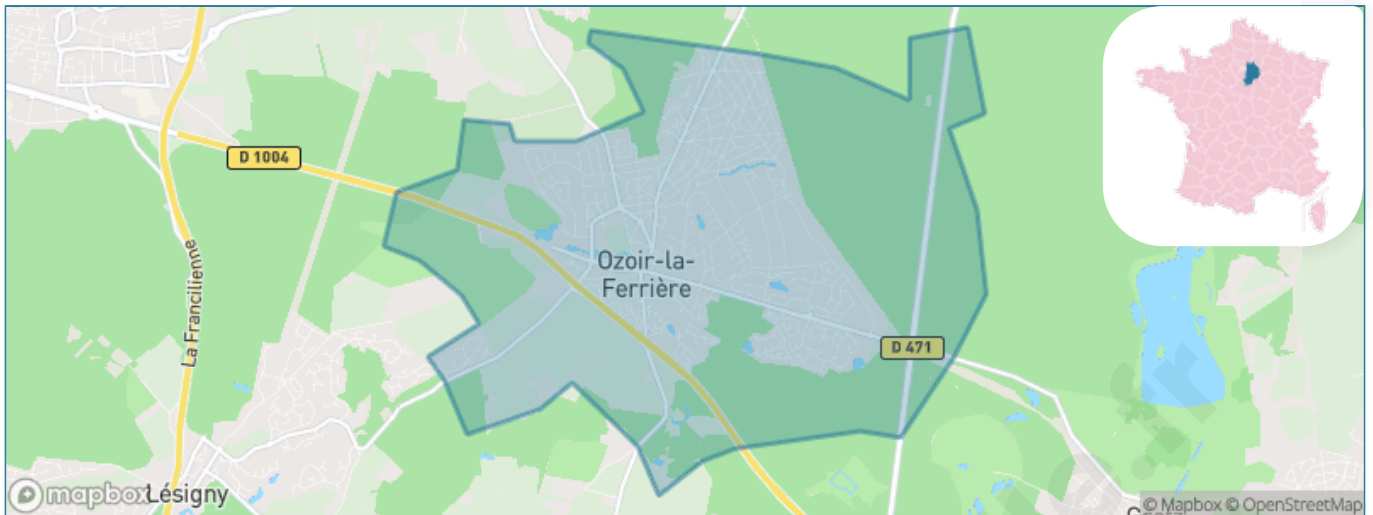 D 1004
La Francilienne
Ozoir-la-
Ferrière
D 471
mapbox
Lésigny
© Mapbox © OpenStreetMap